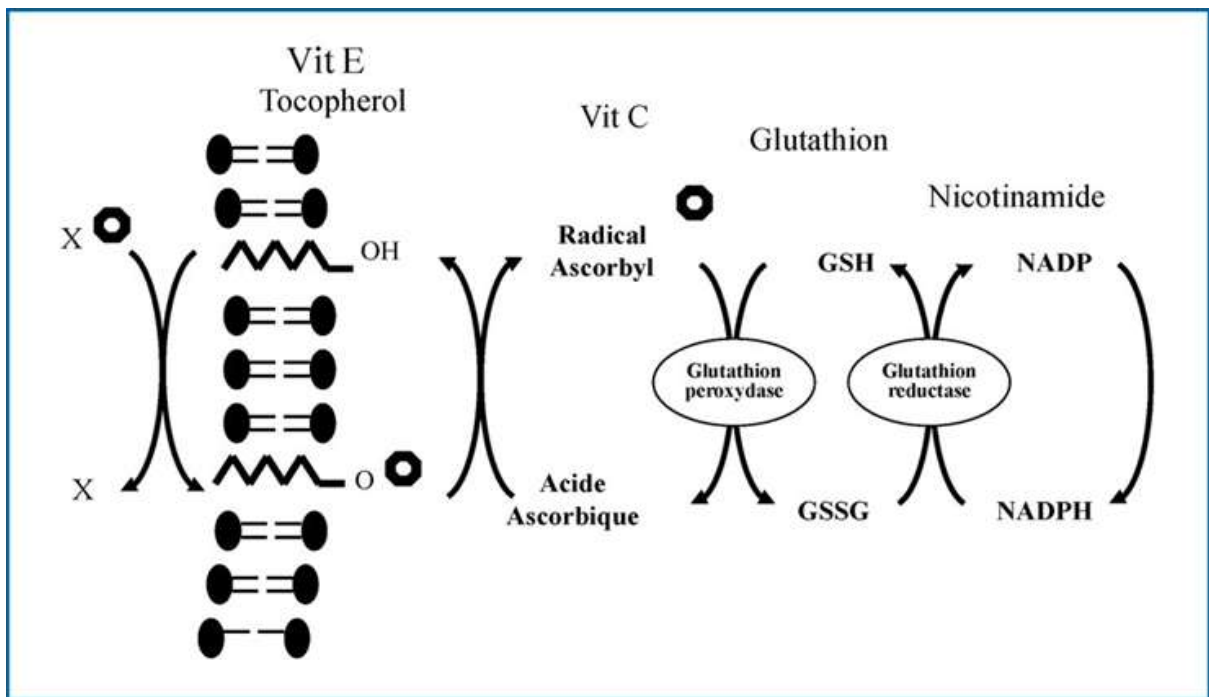 Vit E
Tocopherol
Vit C
Glutathion
Nicotinamide
X
OH
Radical
Ascorbyl
GSH
NADP
Glutathion
peroxydase
Glutathion
reductase
X
O
Acide
Ascorbique
GSSG
NADPH